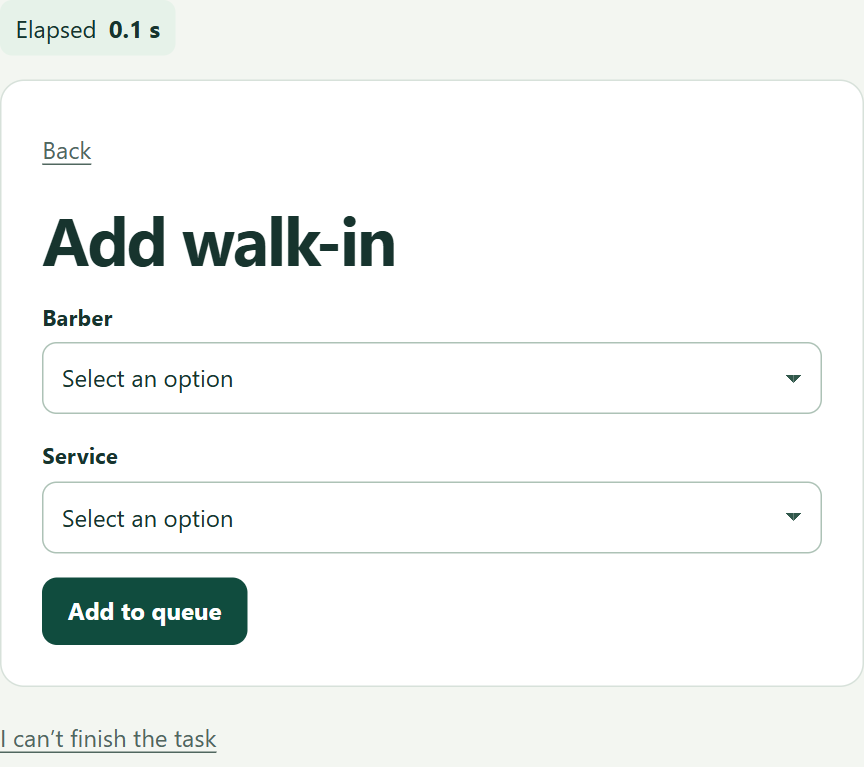 Elapsed 0.1 s
Back
Add walk-in
Barber
Select an option
Service
Select an option
Add to queue
I can’t finish the task